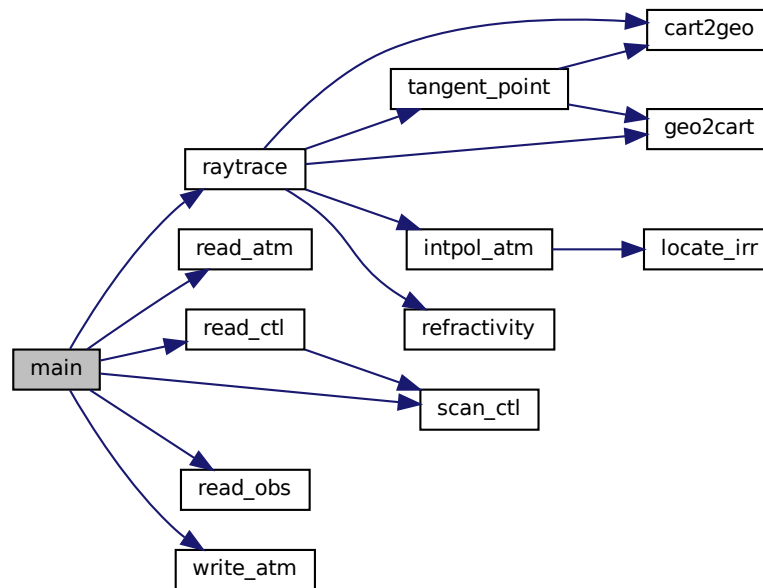 cart2geo
tangent_point
geo2cart
raytrace
read_atm
intpol_atm
locate_irr
read_ctl
refractivity
main
scan_ctl
read_obs
write_atm